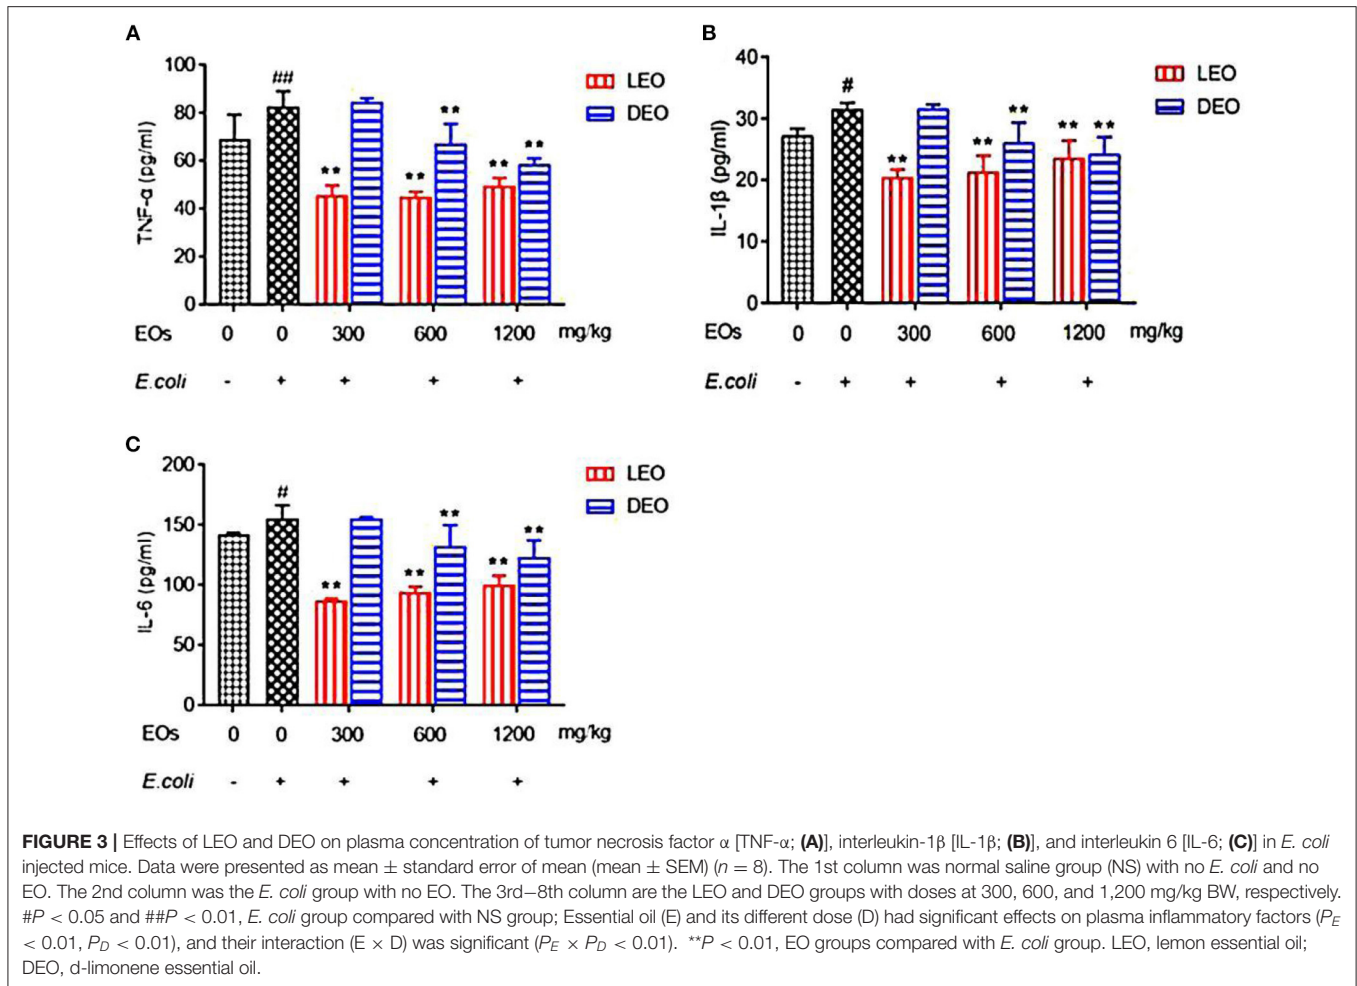 A
100
80
60
40
20
0
TNF-α (pg/ml)
##
**
**
**
**
**
LEO
DEO
EOs 0 0 300 600 1200 mg/kg
E.coli - + + + +
B
40
30
20
10
0
IL-1β (pg/ml)
#
**
**
**
**
**
LEO
DEO
EOs 0 0 300 600 1200 mg/kg
E.coli - + + + +
C
200
150
100
50
0
IL-6 (pg/ml)
#
**
**
**
**
**
LEO
DEO
EOs 0 0 300 600 1200 mg/kg
E.coli - + + + +
FIGURE 3 | Effects of LEO and DEO on plasma concentration of tumor necrosis factor α [TNF-α; (A)], interleukin-1β [IL-1β; (B)], and interleukin 6 [IL-6; (C)] in E. coli
injected mice. Data were presented as mean ± standard error of mean (mean ± SEM) (n = 8). The 1st column was normal saline group (NS) with no E. coli and no
EO. The 2nd column was the E. coli group with no EO. The 3rd–8th column are the LEO and DEO groups with doses at 300, 600, and 1,200 mg/kg BW, respectively.
#P < 0.05 and ##P < 0.01, E. coli group compared with NS group; Essential oil (E) and its different dose (D) had significant effects on plasma inflammatory factors (PE
< 0.01, PD < 0.01), and their interaction (E × D) was significant (PE × PD < 0.01). **P < 0.01, EO groups compared with E. coli group. LEO, lemon essential oil;
DEO, d-limonene essential oil.